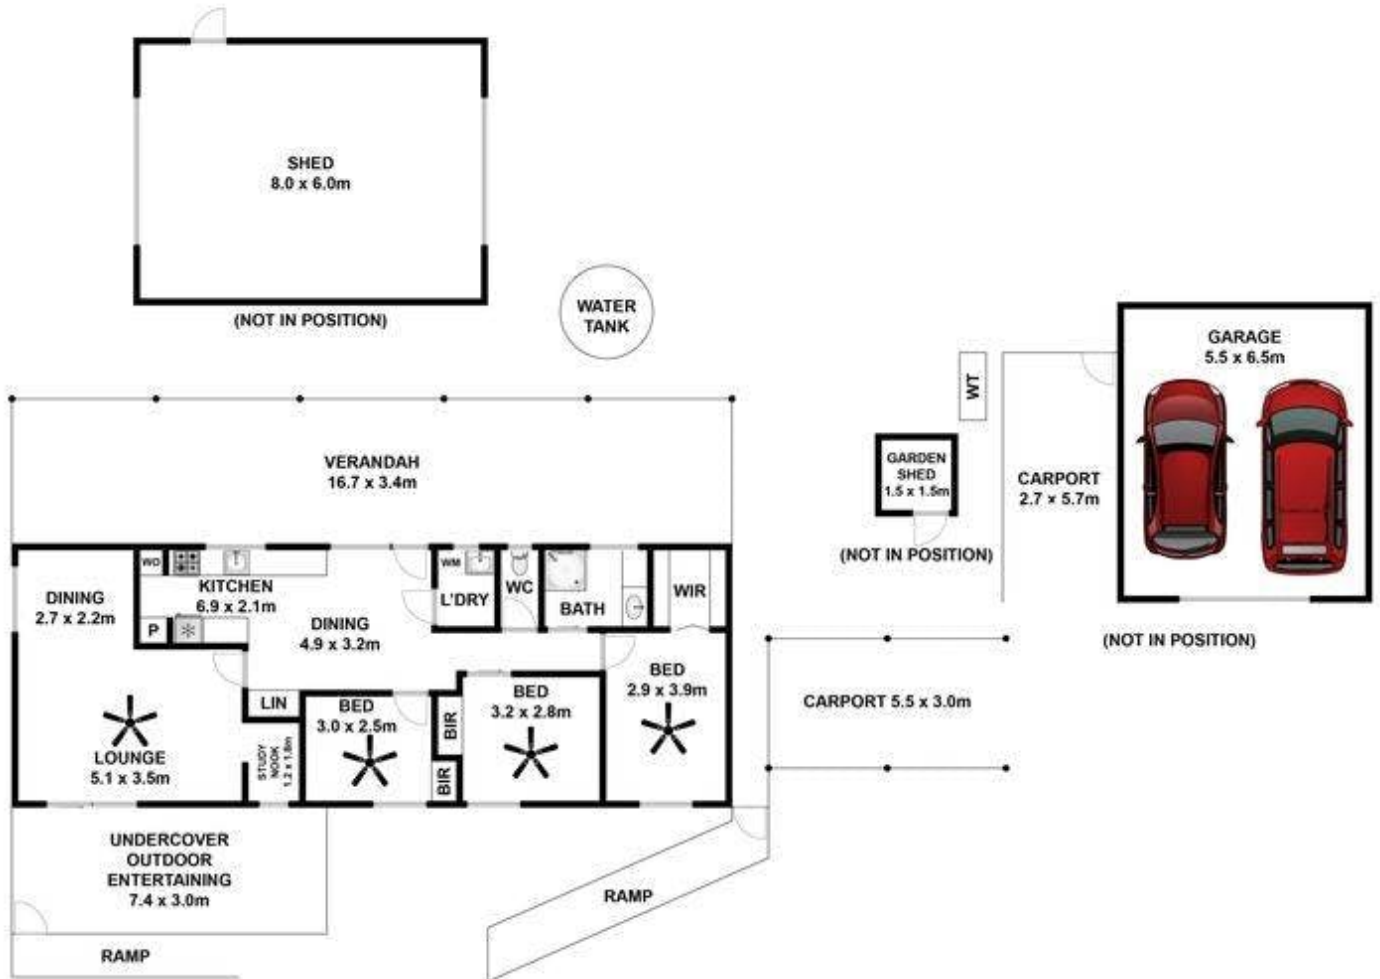 SHED
8.0 x 6.0m
(NOT IN POSITION)
WATER
TANK
GARAGE
5.5 x 6.5m
WT
VERANDAH
16.7 x 3.4m
GARDEN
SHED
1.5 x 1.5m
(NOT IN POSITION)
CARPORT
2.7 x 5.7m
(NOT IN POSITION)
DINING
2.7 x 2.2m
WO
KITCHEN
6.9 x 2.1m
P
DINING
4.9 x 3.2m
WM
L'DRY
WC
BATH
WIR
LIN
BED
3.0 x 2.5m
BIR
BIR
BED
3.2 x 2.8m
BED
2.9 x 3.9m
CARPORT 5.5 x 3.0m
LOUNGE
5.1 x 3.5m
STUDY
NOOK
1.2 x 1.8m
UNDERCOVER
OUTDOOR
ENTERTAINING
7.4 x 3.0m
RAMP
RAMP